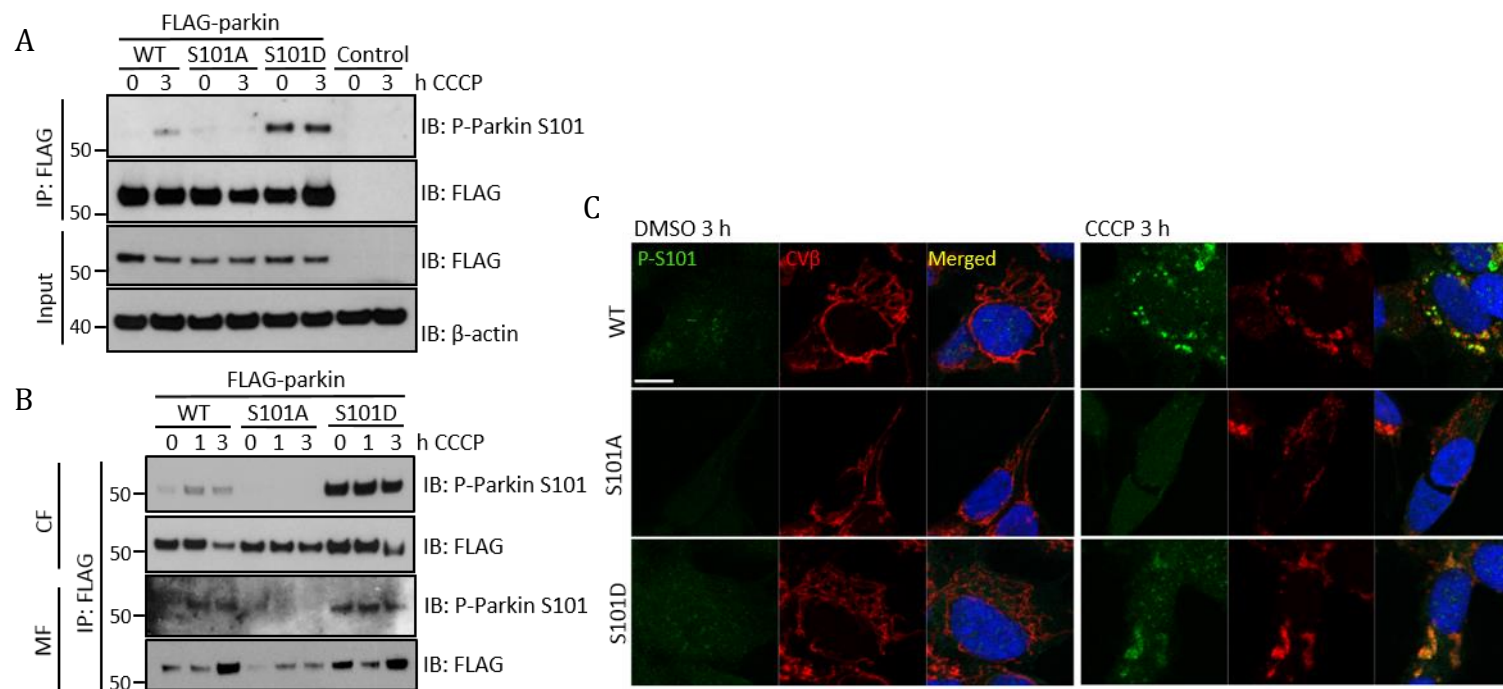 A
FLAG-parkin
WT S101A S101D Control
0 3 0 3 0 3 0 3 h CCCP
IP: FLAG
50
IB: P-Parkin S101
50
IB: FLAG
Input
50
IB: FLAG
40
IB: β-actin
B
FLAG-parkin
WT S101A S101D
0 1 3 0 1 3 0 1 3 h CCCP
CF
MF
IP: FLAG
50
IB: P-Parkin S101
50
IB: FLAG
50
IB: P-Parkin S101
50
IB: FLAG
C
DMSO 3 h CCCP 3 h
P-S101 CVβ Merged
WT
S101A
S101D